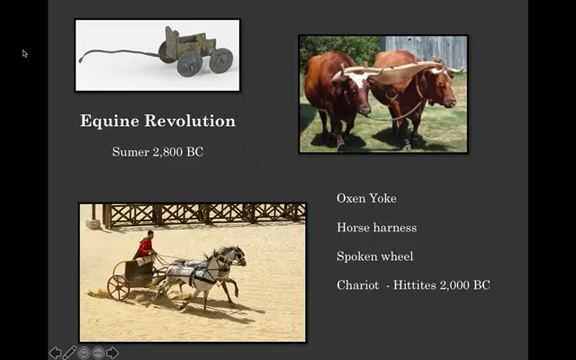 Equine Revolution
Sumer 2,800 BC
Oxen Yoke
Horse harness
Spoken wheel
Chariot - Hittites 2,000 BC